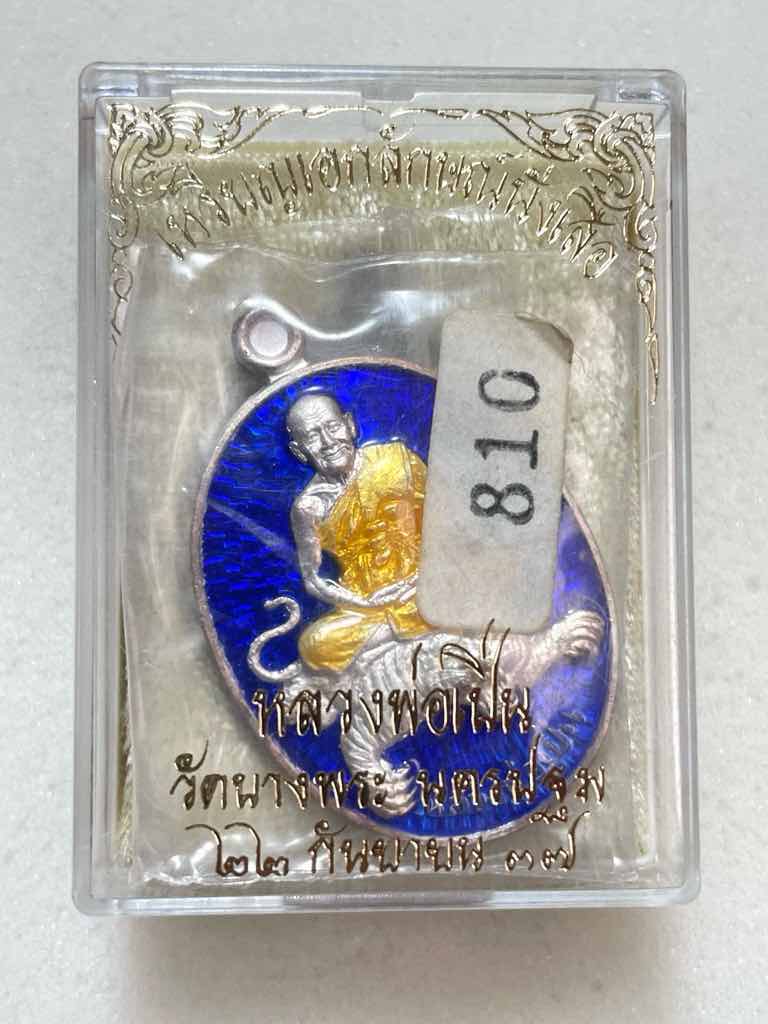 เหรียญเอกลักษณ์นั่งเสือ
810
หลวงพ่อเปิ่น
วัดบางพระ นครปฐม
๒๒ กันยายน ๓๗